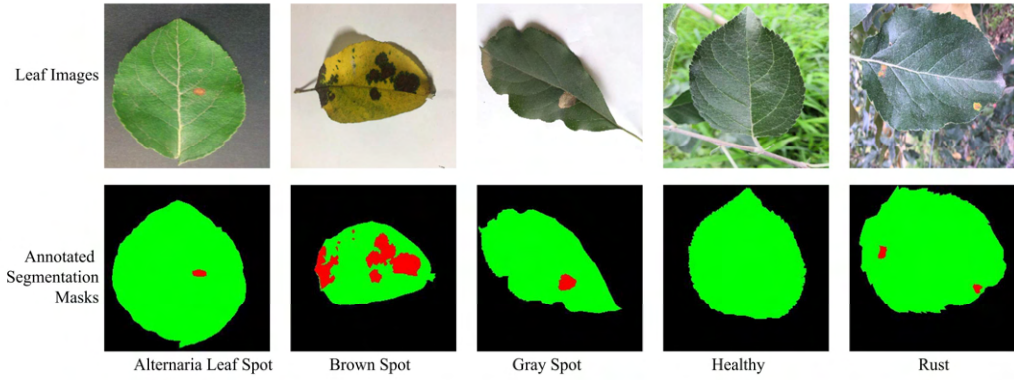 Leaf Images
Annotated
Segmentation
Masks
Alternaria Leaf Spot
Brown Spot
Gray Spot
Healthy
Rust